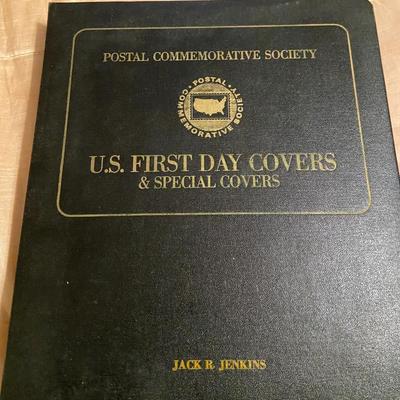 POSTAL COMMEMORATIVE SOCIETY
POSTAL
COMMEMORATIVE SOCIETY
U.S. FIRST DAY COVERS
& SPECIAL COVERS
JACK R. JENKINS